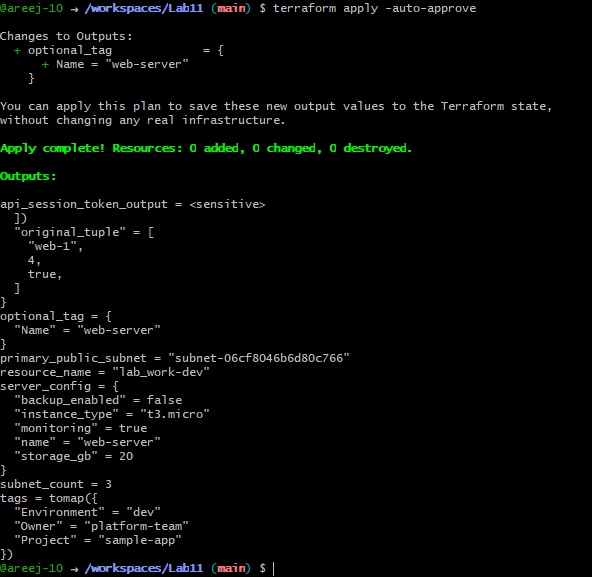 @areej-10 → /workspaces/Lab11 (main) $ terraform apply -auto-approve
Changes to Outputs:
  + optional_tag             = {
      + Name = "web-server"
    }
You can apply this plan to save these new output values to the Terraform state,
without changing any real infrastructure.
Apply complete! Resources: 0 added, 0 changed, 0 destroyed.
Outputs:
api_session_token_output = <sensitive>
  ])
  "original_tuple" = [
    "web-1",
    4,
    true,
  ]
}
optional_tag = {
  "Name" = "web-server"
}
primary_public_subnet = "subnet-06cf8046b6d80c766"
resource_name = "lab_work-dev"
server_config = {
  "backup_enabled" = false
  "instance_type" = "t3.micro"
  "monitoring" = true
  "name" = "web-server"
  "storage_gb" = 20
}
subnet_count = 3
tags = tomap({
  "Environment" = "dev"
  "Owner" = "platform-team"
  "Project" = "sample-app"
})
@areej-10 → /workspaces/Lab11 (main) $